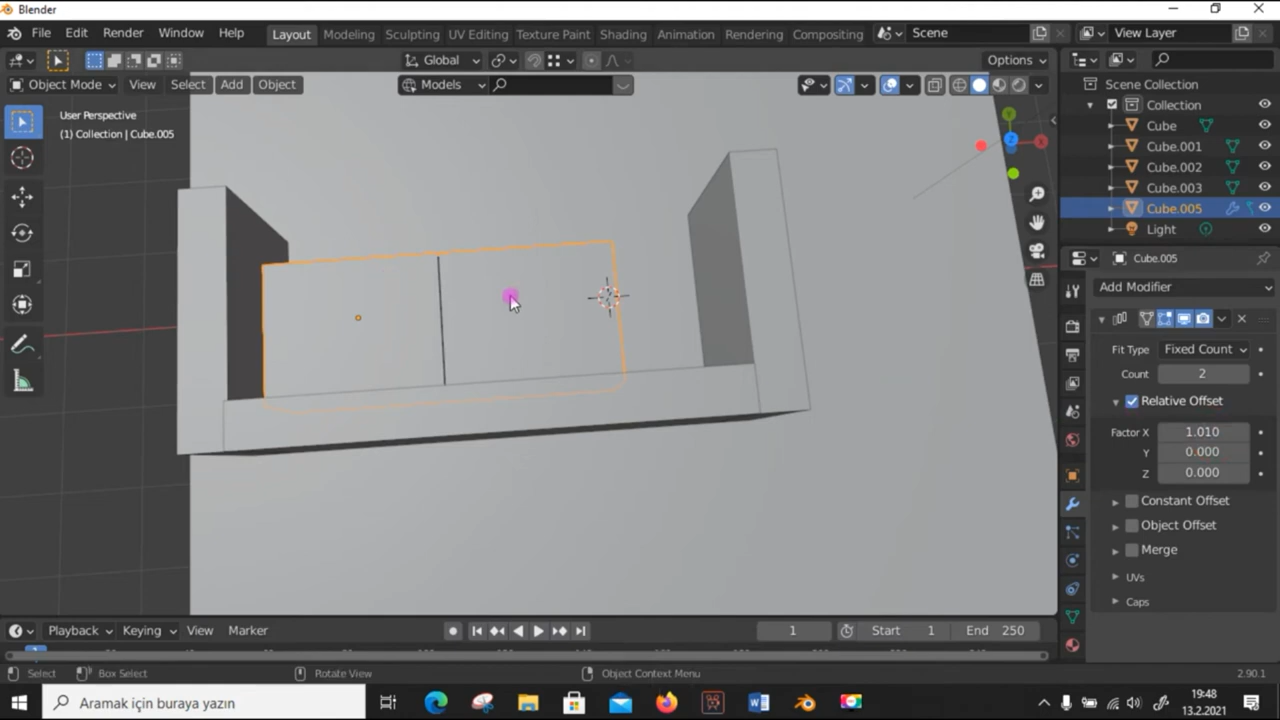 Blender
File Edit Render Window Help Layout Modeling Sculpting UV Editing Texture Paint Shading Animation Rendering Compositing Scene View Layer
Global Options
Object Mode View Select Add Object Models
User Perspective
(1) Collection | Cube.005
Scene Collection
Collection
Cube
Cube.001
Cube.002
Cube.003
Cube.005
Light
Y
Z
X
Cube.005
Add Modifier
Fit Type Fixed Count
Count 2
Relative Offset
Factor X 1.010
Y 0.000
Z 0.000
Constant Offset
Object Offset
Merge
UVs
Caps
Playback Keying View Marker 1 Start 1 End 250
Select Box Select Rotate View Object Context Menu 2.90.1
Aramak için buraya yazın
19:48
13.2.2021